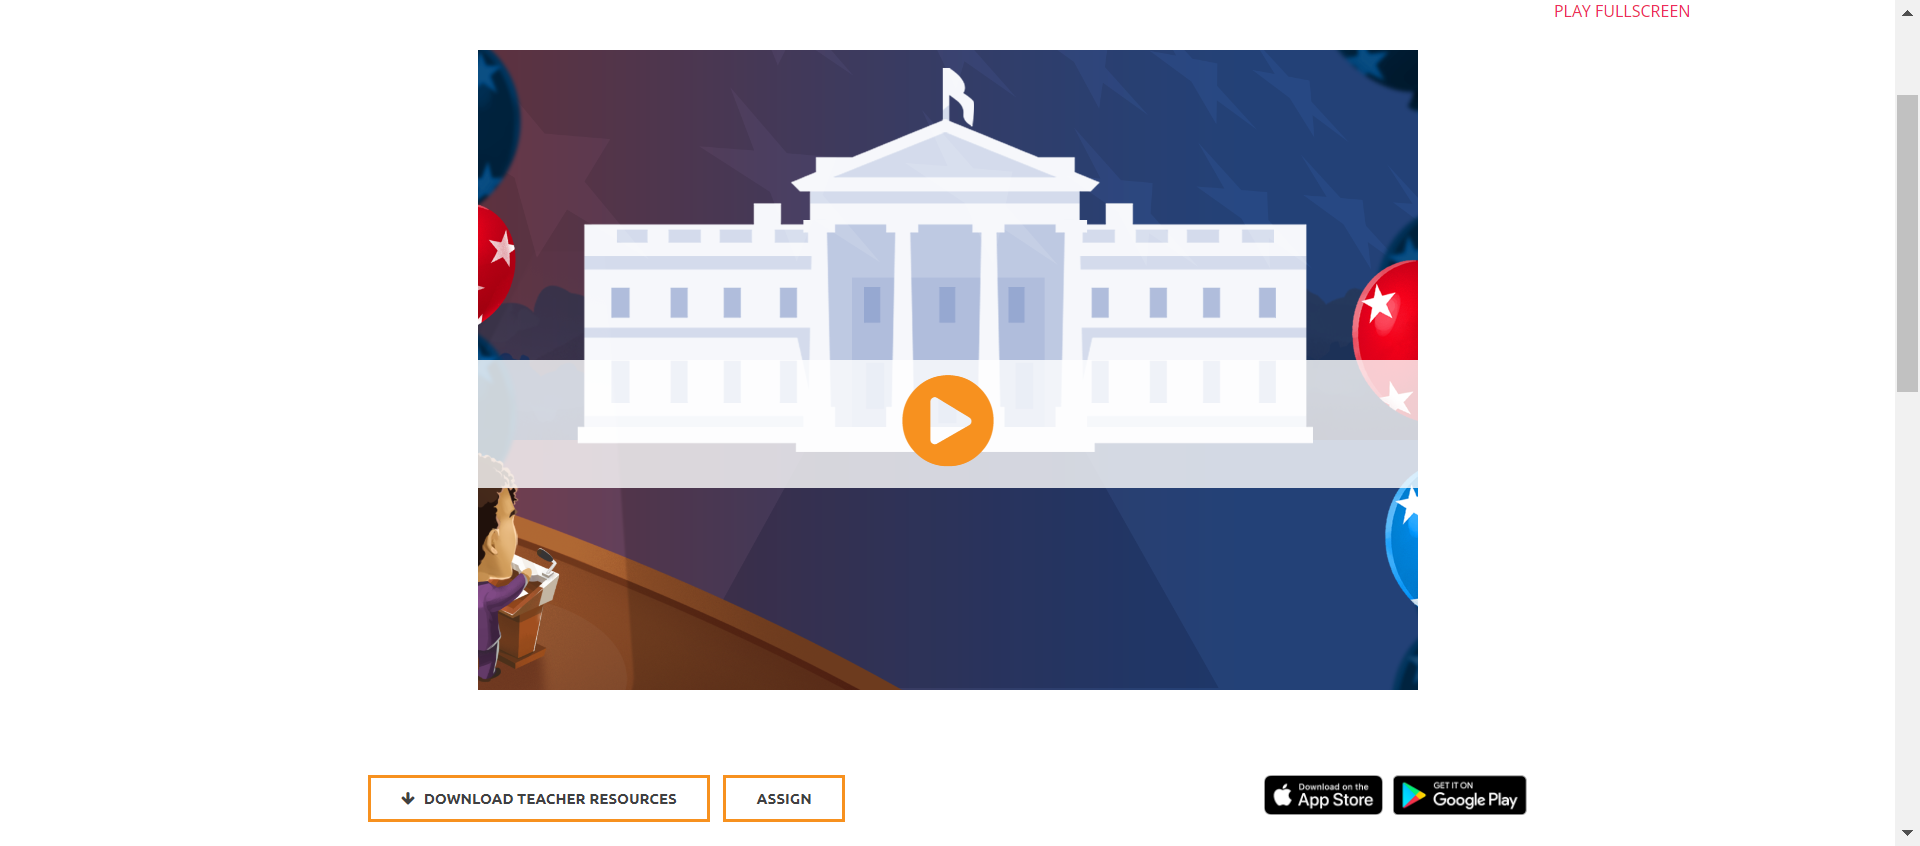 PLAY FULLSCREEN
DOWNLOAD TEACHER RESOURCES
ASSIGN
Download on the
App Store
GET IT ON
Google Play